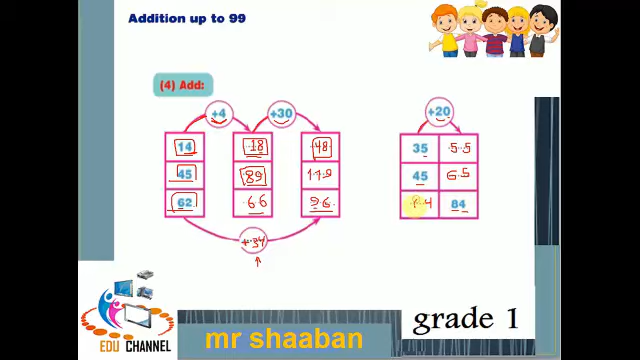 Addition up to 99
(4) Add:
+4 +30 +20
14 18 48 35 55
45 89 119 45 65
62 66 96 84
+34
EDU CHANNEL
mr shaaban
grade 1